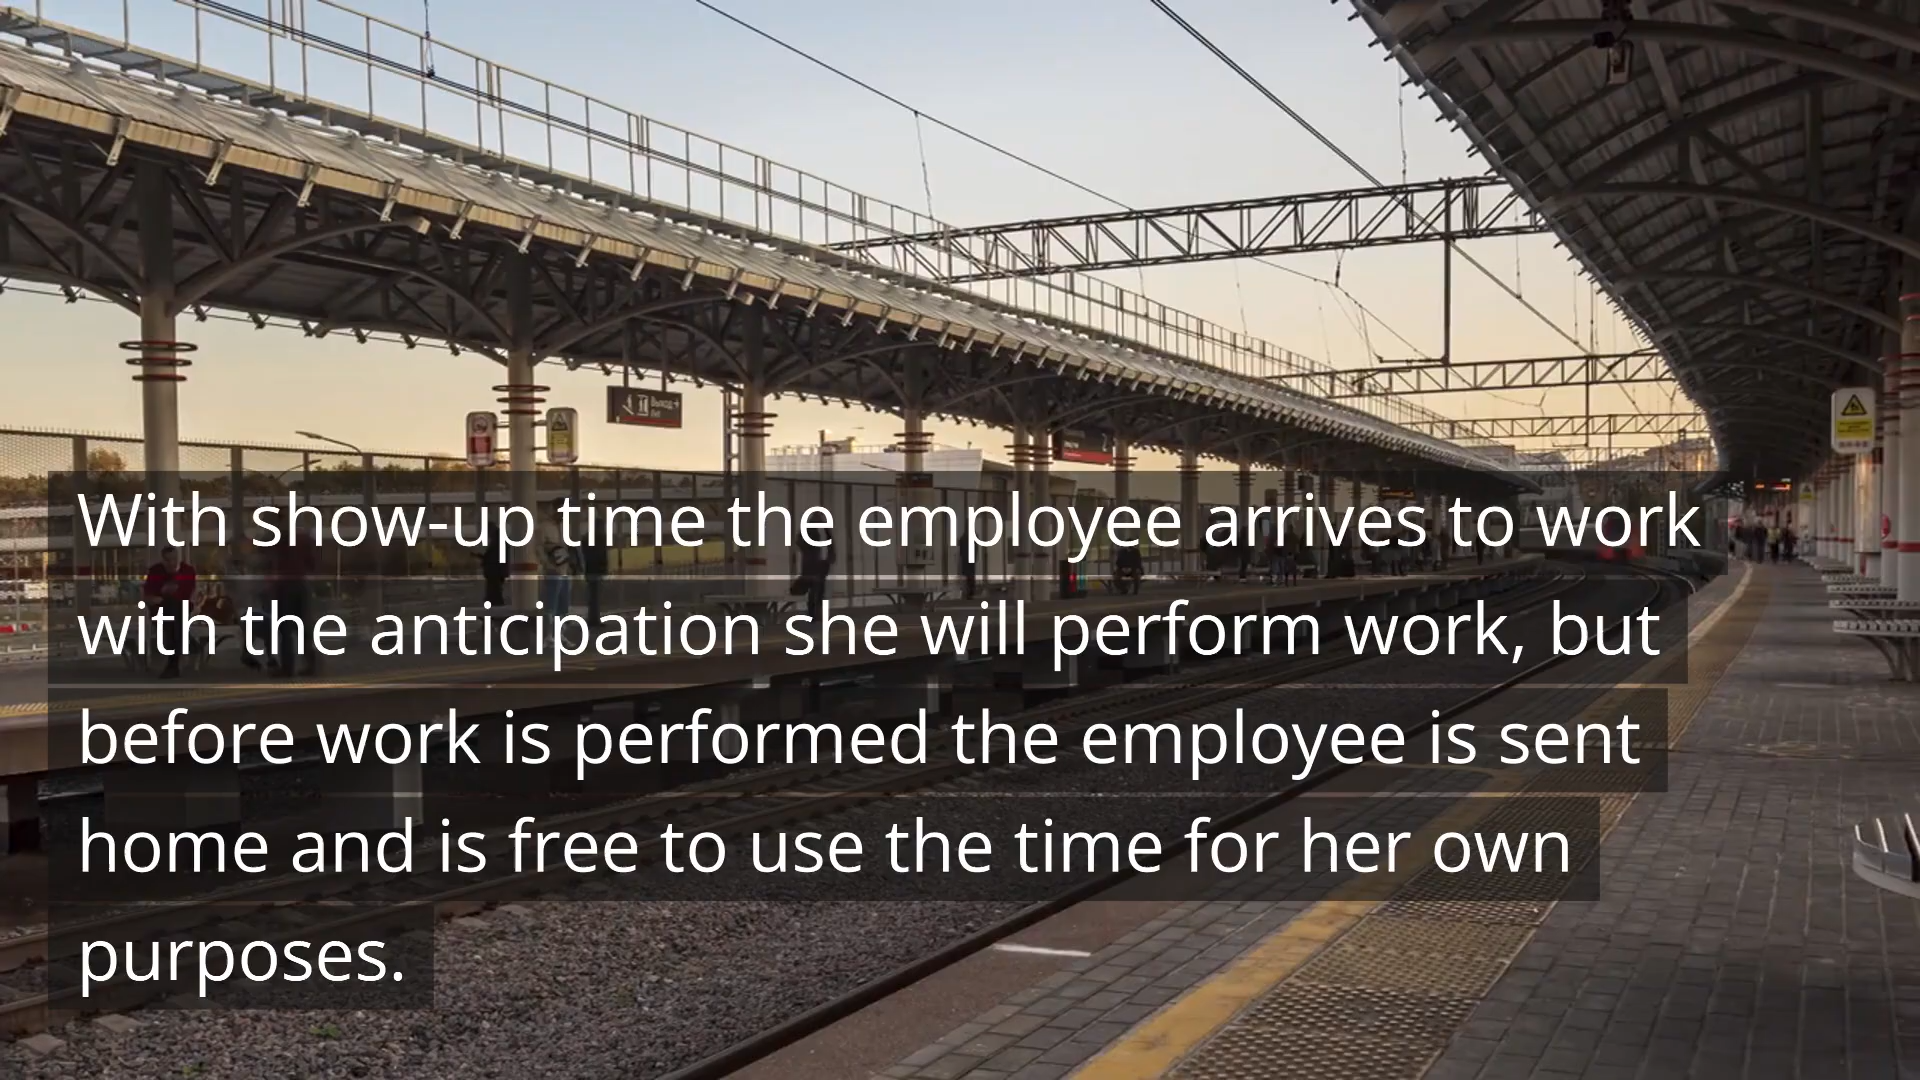 Выход
With show-up time the employee arrives to work
with the anticipation she will perform work, but
before work is performed the employee is sent
home and is free to use the time for her own
purposes.